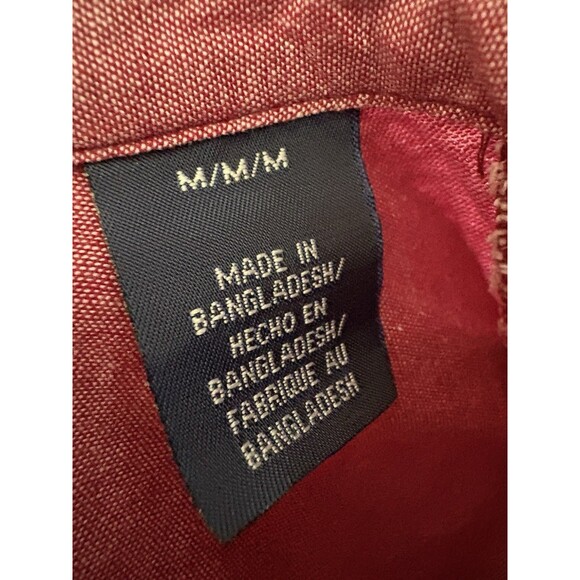 M/M/M
MADE IN
BANGLADESH/
HECHO EN
BANGLADESH/
FABRIQUE AU
BANGLADESH